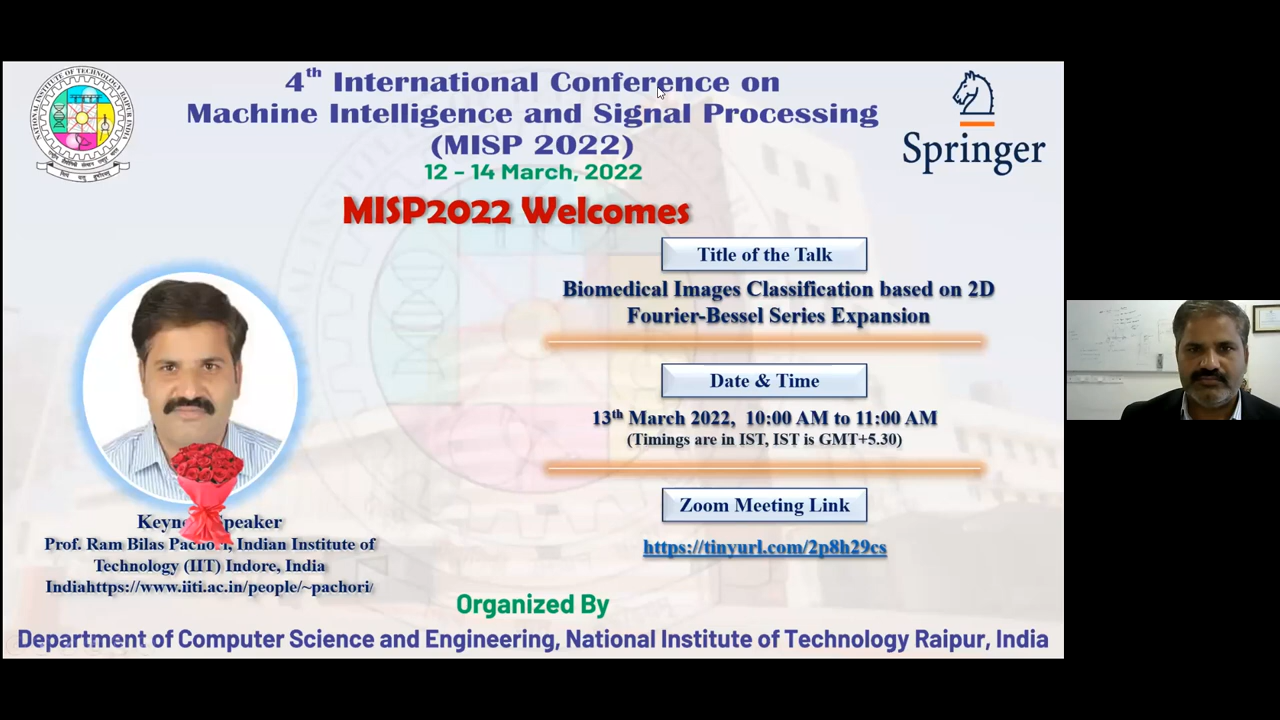 4th International Conference on
Machine Intelligence and Signal Processing
(MISP 2022)
12 - 14 March, 2022
Springer
MISP2022 Welcomes
Title of the Talk
Biomedical Images Classification based on 2D
Fourier-Bessel Series Expansion
Date & Time
13th March 2022, 10:00 AM to 11:00 AM
(Timings are in IST, IST is GMT+5.30)
Zoom Meeting Link
https://tinyurl.com/2p8h29cs
Prof. Ram Bilas , Indian Institute of
Technology (IIT) Indore, India
Indiahttps://www.iiti.ac.in/people/~pachori/
Organized By
Department of Computer Science and Engineering, National Institute of Technology Raipur, India